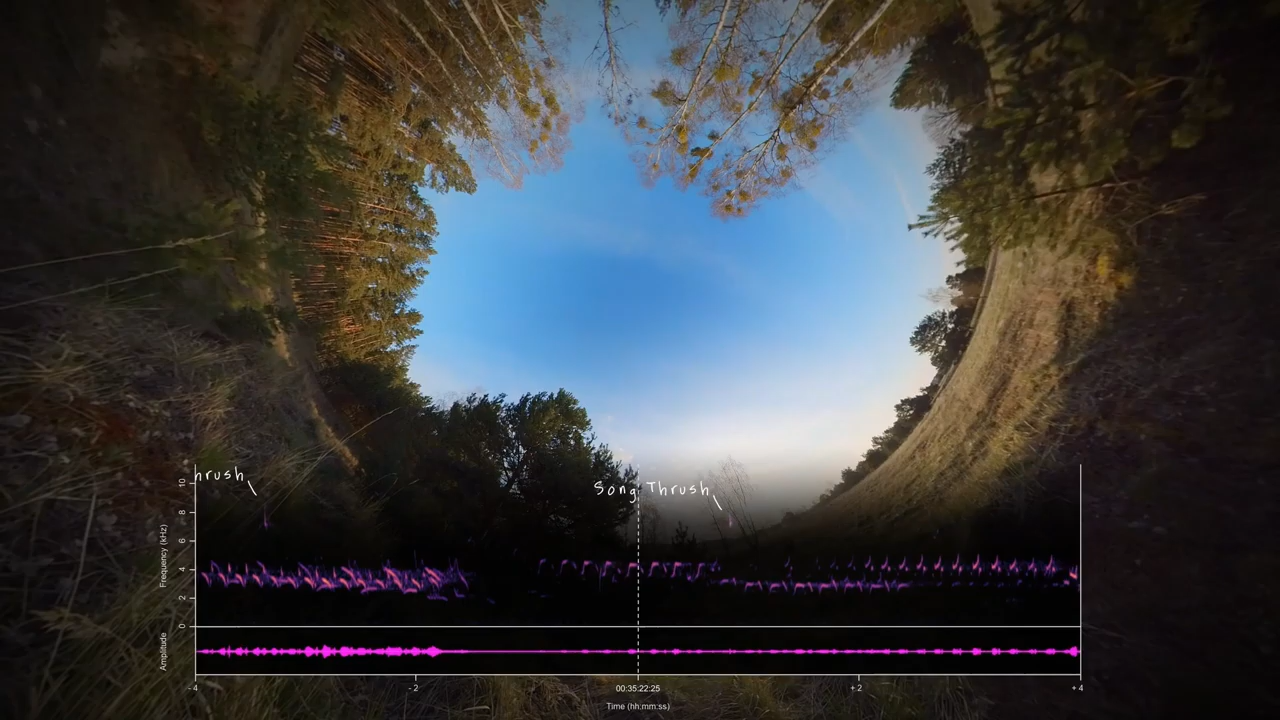 hrush
Song Thrush
Frequency (kHz)
10
8
6
4
2
0
Amplitude
- 4
- 2
00:35:22:25
+ 2
+ 4
Time (hh:mm:ss)